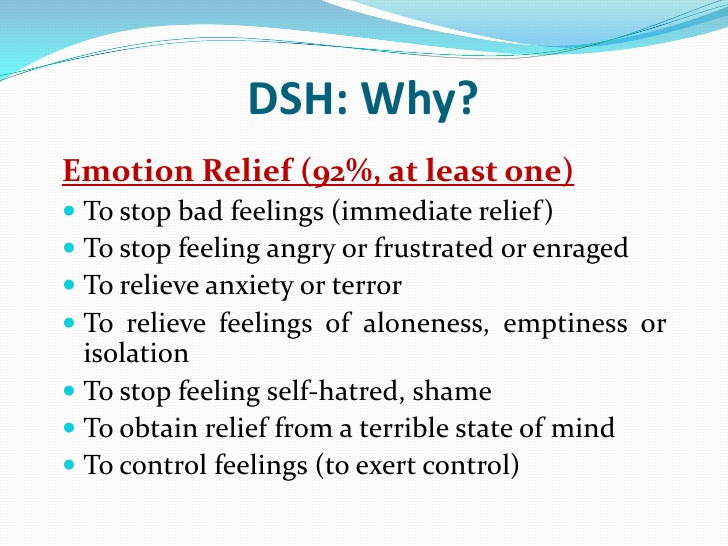 DSH: Why?
Emotion Relief (92%, at least one)
• To stop bad feelings (immediate relief)
• To stop feeling angry or frustrated or enraged
• To relieve anxiety or terror
• To relieve feelings of aloneness, emptiness or
isolation
• To stop feeling self-hatred, shame
• To obtain relief from a terrible state of mind
• To control feelings (to exert control)